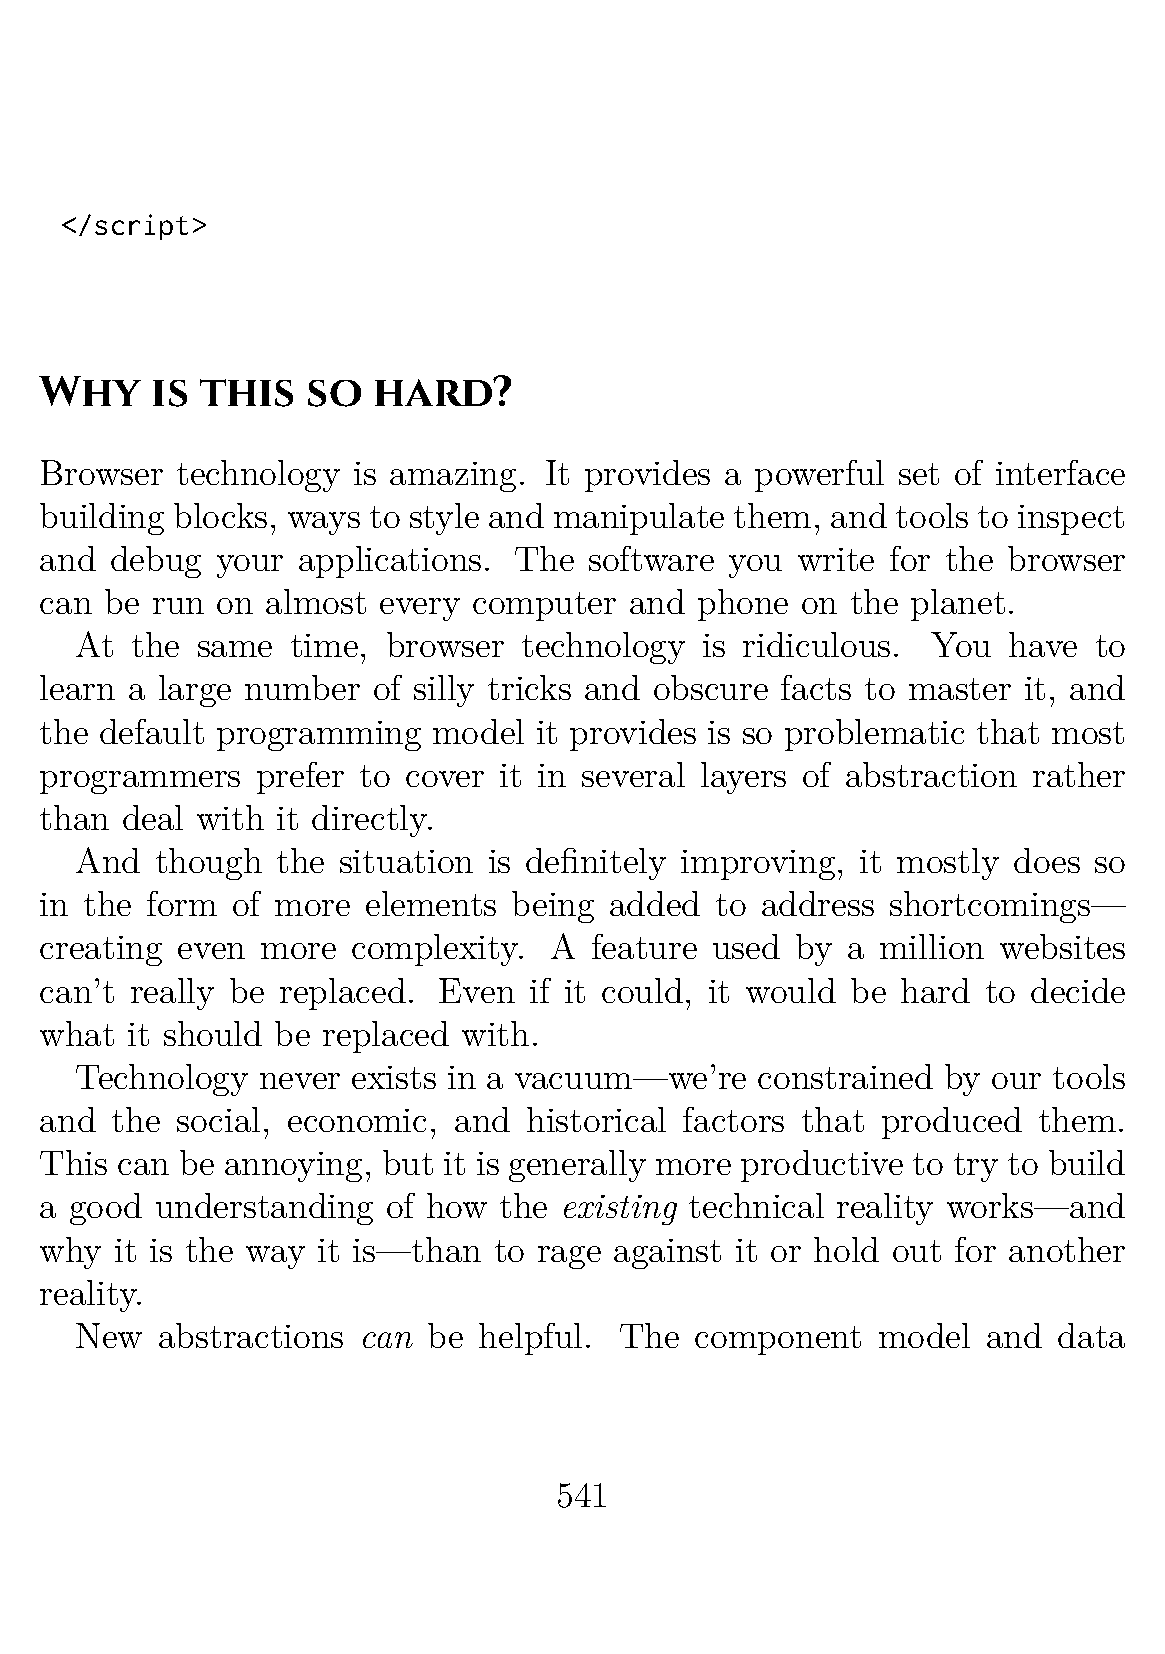 </script>
Why is this so hard?
Browser technology is amazing. It provides a powerful set of interface
building blocks, ways to style and manipulate them, and tools to inspect
and debug your applications. The software you write for the browser
can be run on almost every computer and phone on the planet.
At the same time, browser technology is ridiculous. You have to
learn a large number of silly tricks and obscure facts to master it, and
the default programming model it provides is so problematic that most
programmers prefer to cover it in several layers of abstraction rather
than deal with it directly.
And though the situation is definitely improving, it mostly does so
in the form of more elements being added to address shortcomings—
creating even more complexity. A feature used by a million websites
can't really be replaced. Even if it could, it would be hard to decide
what it should be replaced with.
Technology never exists in a vacuum—we're constrained by our tools
and the social, economic, and historical factors that produced them.
This can be annoying, but it is generally more productive to try to build
a good understanding of how the existing technical reality works—and
why it is the way it is—than to rage against it or hold out for another
reality.
New abstractions can be helpful. The component model and data
541